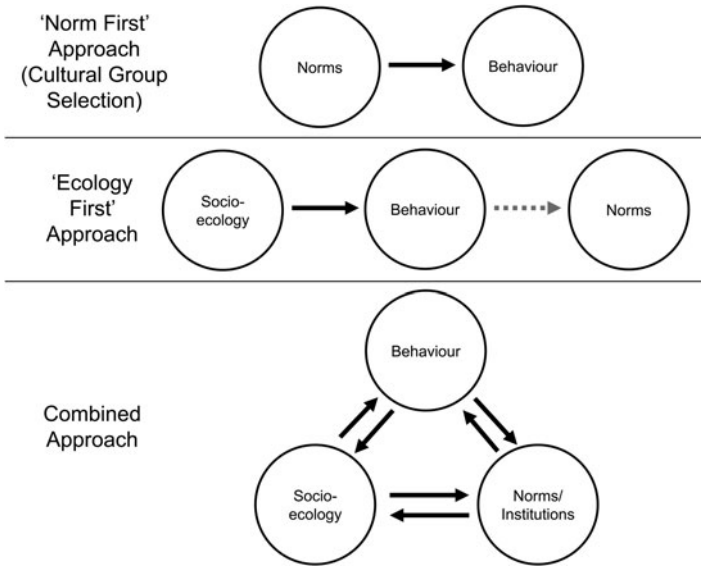 'Norm First'
Approach
(Cultural Group
Selection)
Norms
Behaviour
'Ecology
First'
Approach
Socio-
ecology
Behaviour
Norms
Combined
Approach
Behaviour
Socio-
ecology
Norms/
Institutions